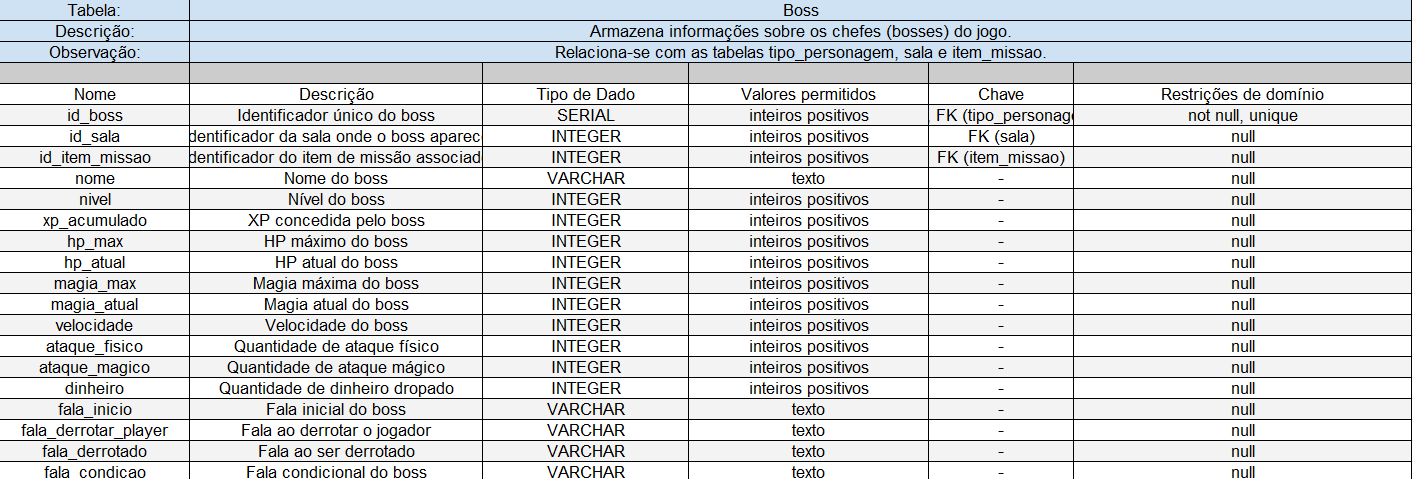 Tabela: Boss
Descrição: Armazena informações sobre os chefes (bosses) do jogo.
Observação: Relaciona-se com as tabelas tipo_personagem, sala e item_missao.
Nome Descrição Tipo de Dado Valores permitidos Chave Restrições de domínio
id_boss Identificador único do boss SERIAL inteiros positivos , FK (tipo_personage not null, unique
id_sala dentificador da sala onde o boss aparec INTEGER inteiros positivos FK (sala) null
id_item_missao dentificador do item de missão associad INTEGER inteiros positivos FK (item_missao) null
nome Nome do boss VARCHAR texto - null
nivel Nível do boss INTEGER inteiros positivos - null
xp_acumulado XP concedida pelo boss INTEGER inteiros positivos - null
hp_max HP máximo do boss INTEGER inteiros positivos - null
hp_atual HP atual do boss INTEGER inteiros positivos - null
magia_max Magia máxima do boss INTEGER inteiros positivos - null
magia_atual Magia atual do boss INTEGER inteiros positivos - null
velocidade Velocidade do boss INTEGER inteiros positivos - null
ataque_fisico Quantidade de ataque físico INTEGER inteiros positivos - null
ataque_magico Quantidade de ataque mágico INTEGER inteiros positivos - null
dinheiro Quantidade de dinheiro dropado INTEGER inteiros positivos - null
fala_inicio Fala inicial do boss VARCHAR texto - null
fala_derrotar_player Fala ao derrotar o jogador VARCHAR texto - null
fala_derrotado Fala ao ser derrotado VARCHAR texto - null
fala_condicao Fala condicional do boss VARCHAR texto - null